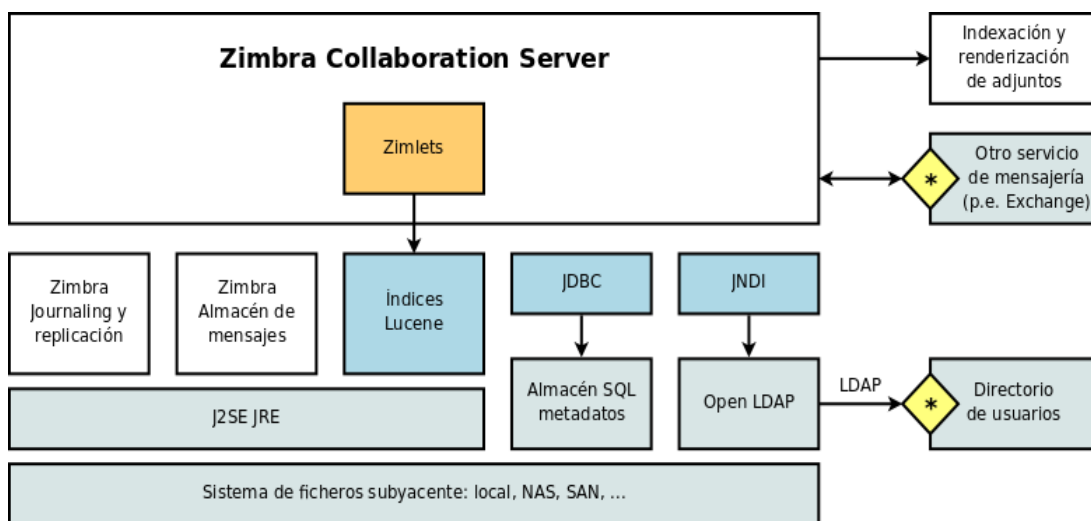 Zimbra Collaboration Server
Indexación y
renderización
de adjuntos
Zimlets
Otro servicio
de mensajería
(p.e. Exchange)
*
Zimbra
Journaling y
replicación
Zimbra
Almacén de
mensajes
Índices
Lucene
JDBC
JNDI
Almacén SQL
metadatos
Open LDAP
LDAP
*
Directorio
de usuarios
J2SE JRE
Sistema de ficheros subyacente: local, NAS, SAN, ...